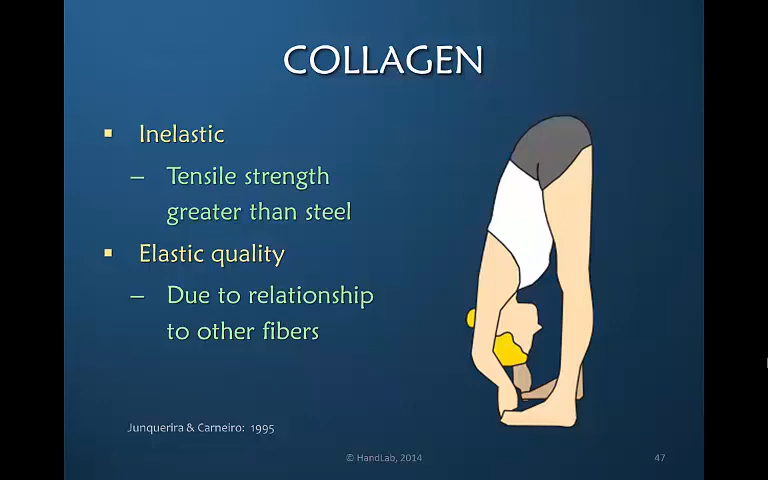 COLLAGEN
▪ Inelastic
– Tensile strength
greater than steel
▪ Elastic quality
– Due to relationship
to other fibers
Junquerira & Carneiro: 1995
© HandLab, 2014
47